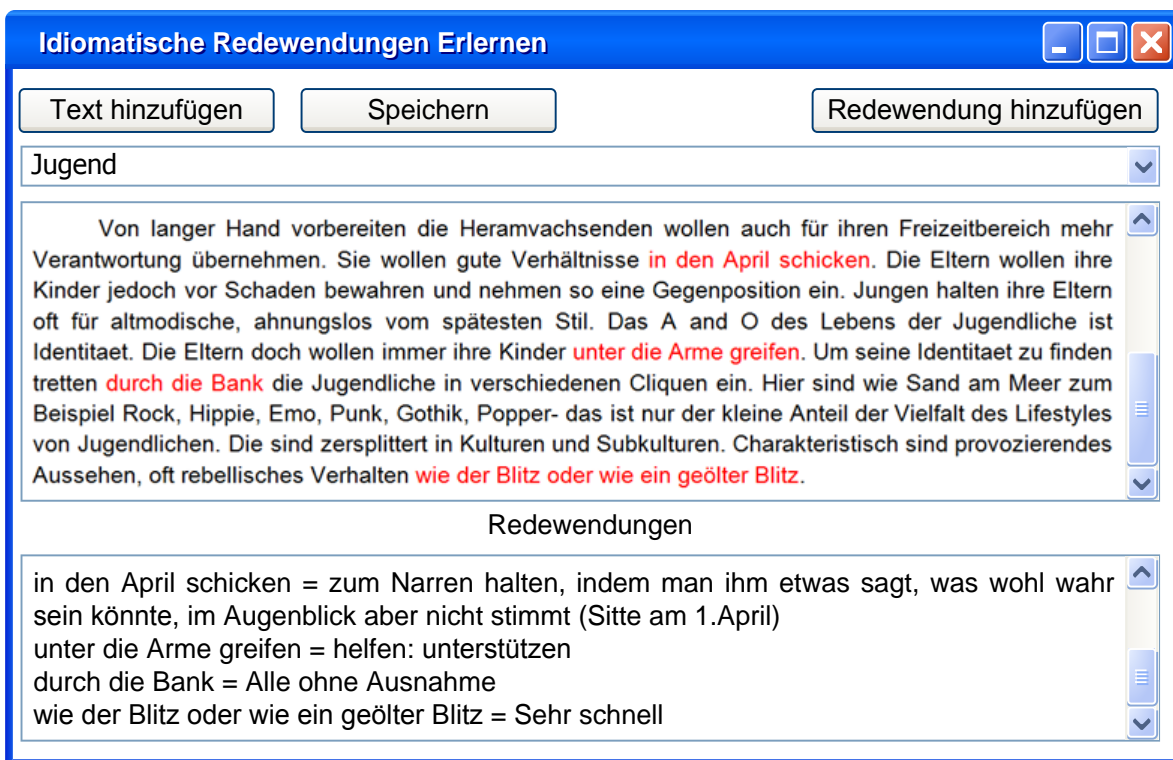 Idiomatische Redewendungen Erlernen
Text hinzufügen Speichern Redewendung hinzufügen
Jugend
Von langer Hand vorbereiten die Heramvachsenden wollen auch für ihren Freizeitbereich mehr
Verantwortung übernehmen. Sie wollen gute Verhältnisse in den April schicken. Die Eltern wollen ihre
Kinder jedoch vor Schaden bewahren und nehmen so eine Gegenposition ein. Jungen halten ihre Eltern
oft für altmodische, ahnungslos vom spätesten Stil. Das A and O des Lebens der Jugendliche ist
Identitaet. Die Eltern doch wollen immer ihre Kinder unter die Arme greifen. Um seine Identitaet zu finden
tretten durch die Bank die Jugendliche in verschiedenen Cliquen ein. Hier sind wie Sand am Meer zum
Beispiel Rock, Hippie, Emo, Punk, Gothik, Popper- das ist nur der kleine Anteil der Vielfalt des Lifestyles
von Jugendlichen. Die sind zersplittert in Kulturen und Subkulturen. Charakteristisch sind provozierendes
Aussehen, oft rebellisches Verhalten wie der Blitz oder wie ein geölter Blitz.
Redewendungen
in den April schicken = zum Narren halten, indem man ihm etwas sagt, was wohl wahr
sein könnte, im Augenblick aber nicht stimmt (Sitte am 1.April)
unter die Arme greifen = helfen: unterstützen
durch die Bank = Alle ohne Ausnahme
wie der Blitz oder wie ein geölter Blitz = Sehr schnell